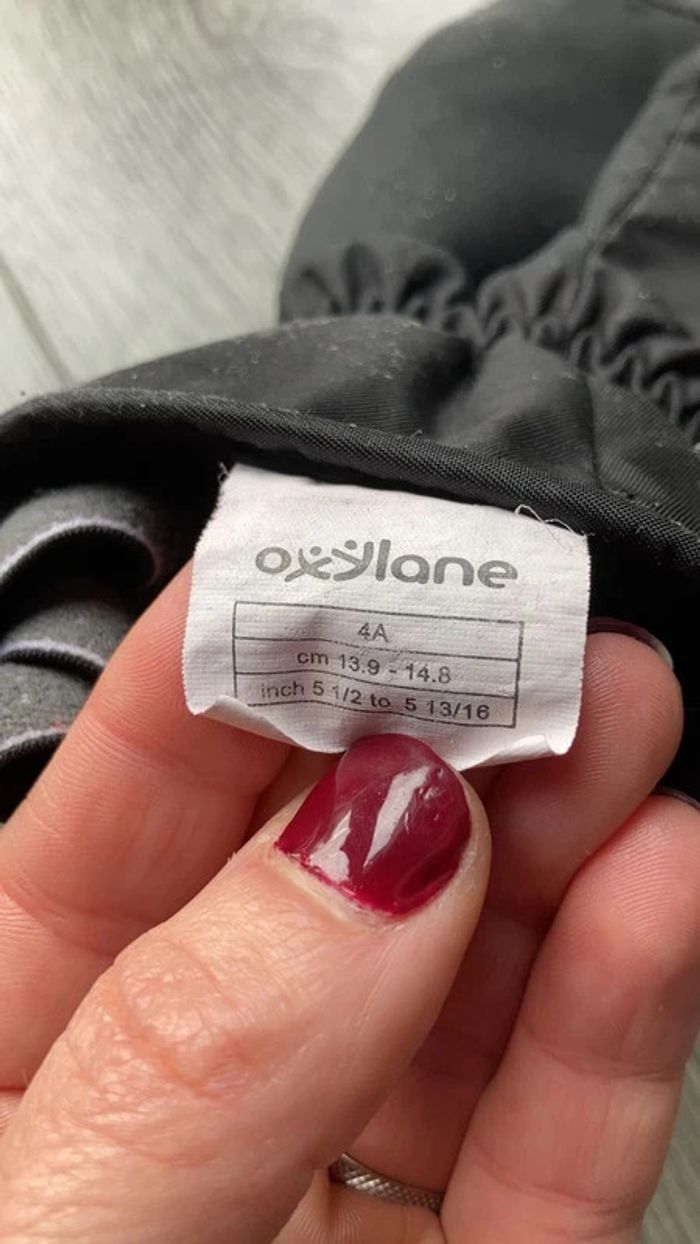 oxylane
4A
cm 13.9 - 14.8
inch 5 1/2 to 5 13/16